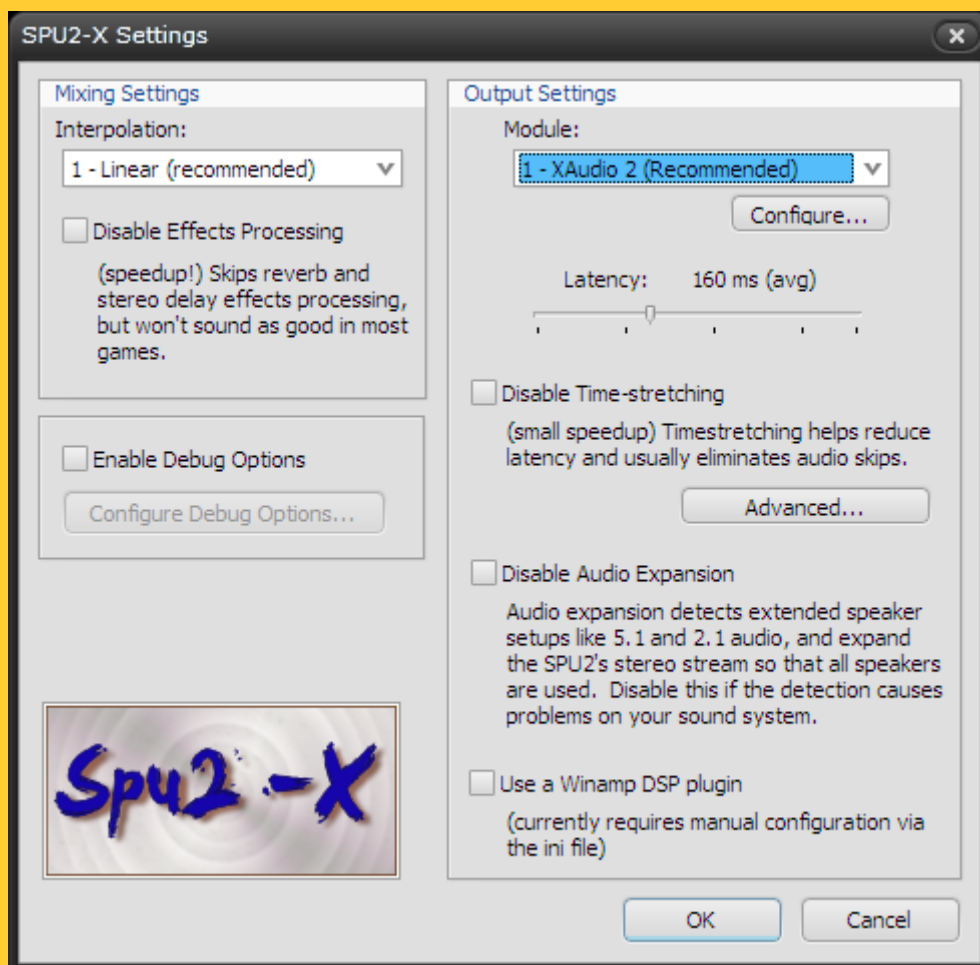 SPU2-X Settings
Mixing Settings
Interpolation:
1 - Linear (recommended)
Disable Effects Processing
(speedup!) Skips reverb and
stereo delay effects processing,
but won't sound as good in most
games.
Enable Debug Options
Configure Debug Options...
Spu2-X
Output Settings
Module:
1 - XAudio 2 (Recommended)
Configure...
Latency: 160 ms (avg)
Disable Time-stretching
(small speedup) Timestretching helps reduce
latency and usually eliminates audio skips.
Advanced...
Disable Audio Expansion
Audio expansion detects extended speaker
setups like 5.1 and 2.1 audio, and expand
the SPU2's stereo stream so that all speakers
are used. Disable this if the detection causes
problems on your sound system.
Use a Winamp DSP plugin
(currently requires manual configuration via
the ini file)
OK
Cancel